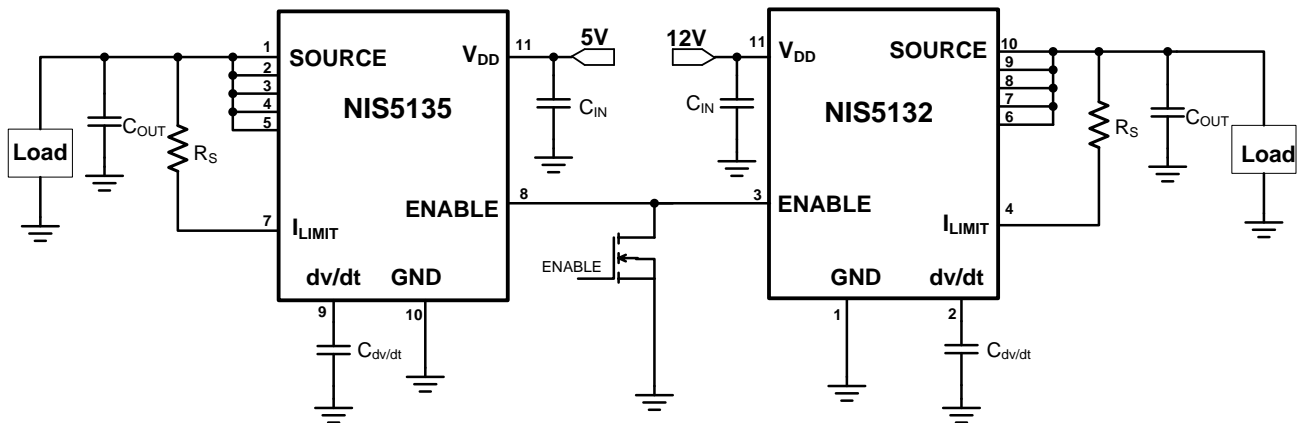 1
2
3
4
5
SOURCE
NIS5135
V_DD
11
5V
C_IN
C_OUT
Load
R_S
7
I_LIMIT
ENABLE
8
dv/dt
GND
9
10
C_dv/dt
ENABLE
12V
11
V_DD
C_IN
NIS5132
SOURCE
10
9
8
7
6
R_S
C_OUT
Load
3
ENABLE
I_LIMIT
4
GND
dv/dt
1
2
C_dv/dt